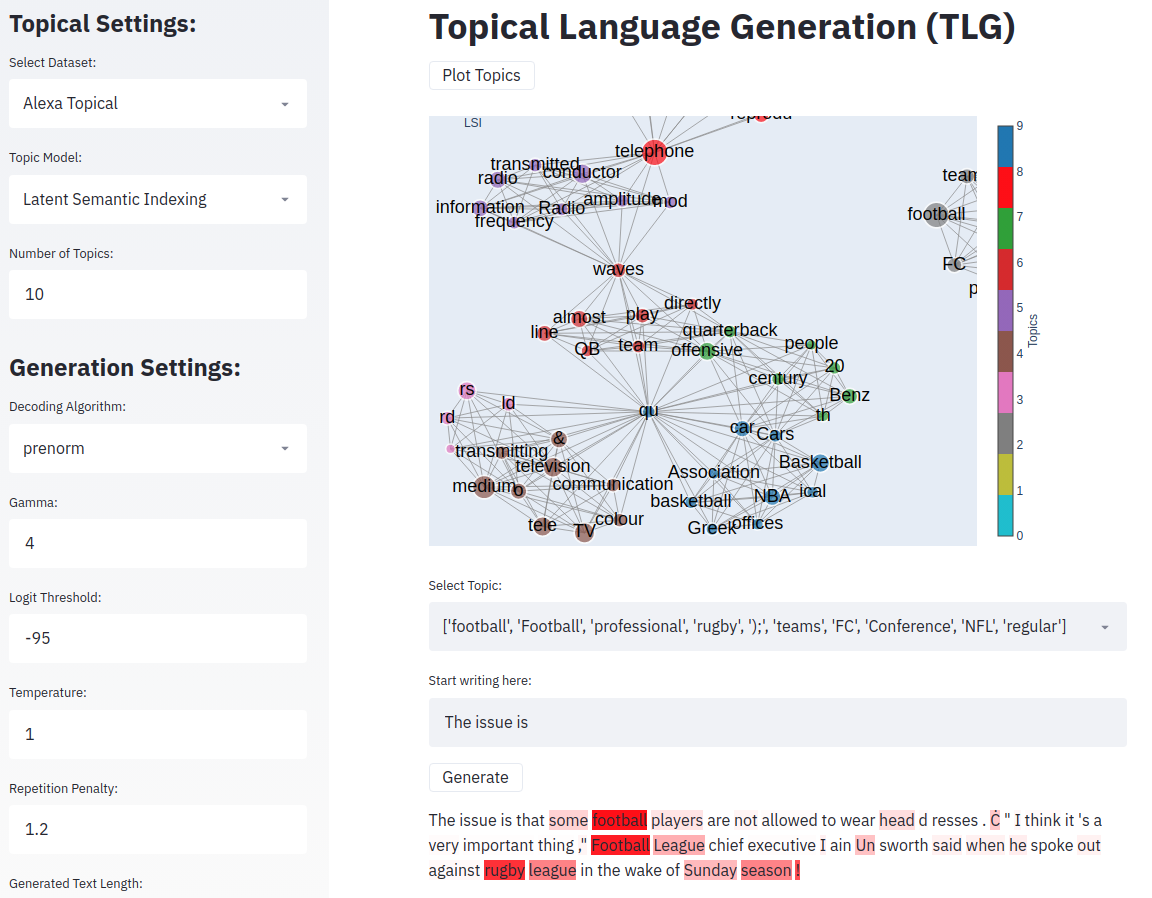 Topical Settings:
Select Dataset:
Alexa Topical
Topic Model:
Latent Semantic Indexing
Number of Topics:
10
Generation Settings:
Decoding Algorithm:
prenorm
Gamma:
4
Logit Threshold:
-95
Temperature:
1
Repetition Penalty:
1.2
Generated Text Length:
Topical Language Generation (TLG)
Plot Topics
LSI
telephone
transmitted
conductor
radio
information
Radio
amplitude
mod
frequency
waves
directly
almost
play
line
quarterback
QB
team
offensive
people
20
century
Benz
th
rs
ld
rd
qu
car
Cars
&
transmitting
television
Association
Basketball
medium
o
communication
basketball
NBA
ical
tele
TV
colour
Greek
offices
team
football
FC
p
9
8
7
6
5
4
3
2
1
0
Topics
Select Topic:
['football', 'Football', 'professional', 'rugby', ');', 'teams', 'FC', 'Conference', 'NFL', 'regular']
Start writing here:
The issue is
Generate
The issue is that some football players are not allowed to wear head d resses . Ċ " I think it 's a
very important thing ," Football League chief executive I ain Un sworth said when he spoke out
against rugby league in the wake of Sunday season !